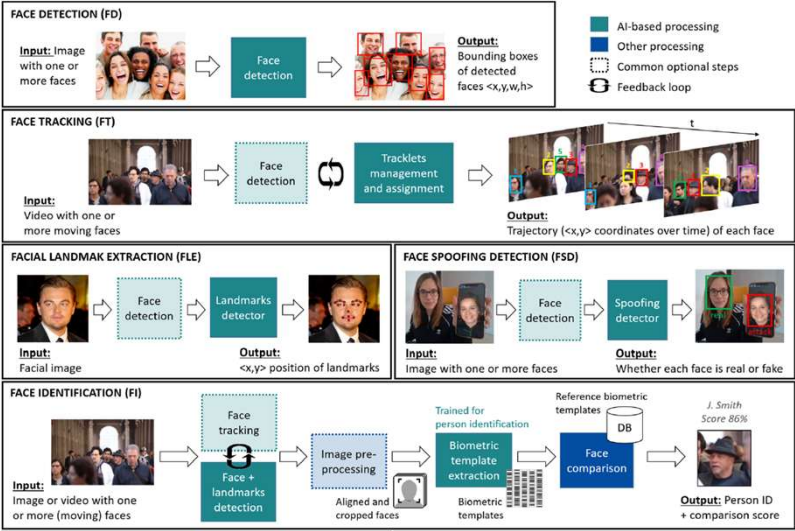 FACE DETECTION (FD)
Input: Image
with one or
more faces
Face
detection
Output:
Bounding boxes
of detected
faces <x,y,w,h>
AI-based processing
Other processing
Common optional steps
Feedback loop
FACE TRACKING (FT)
Input:
Video with one or
more moving faces
Face
detection
Tracklets
management
and assignment
t
Output:
Trajectory (<x,y> coordinates over time) of each face
FACIAL LANDMAK EXTRACTION (FLE)
Input:
Facial image
Face
detection
Landmarks
detector
Output:
<x,y> position of landmarks
FACE SPOOFING DETECTION (FSD)
Input:
Image with one or more faces
Face
detection
Spoofing
detector
real
attack
Output:
Whether each face is real or fake
FACE IDENTIFICATION (FI)
Input:
Image or video with one
or more (moving) faces
Face
tracking
Face +
landmarks
detection
Image pre-
processing
Aligned and
cropped faces
Trained for
person identification
Biometric
template
extraction
Biometric
templates
Reference biometric
templates
DB
Face
comparison
J. Smith
Score 86%
Output: Person ID
+ comparison score